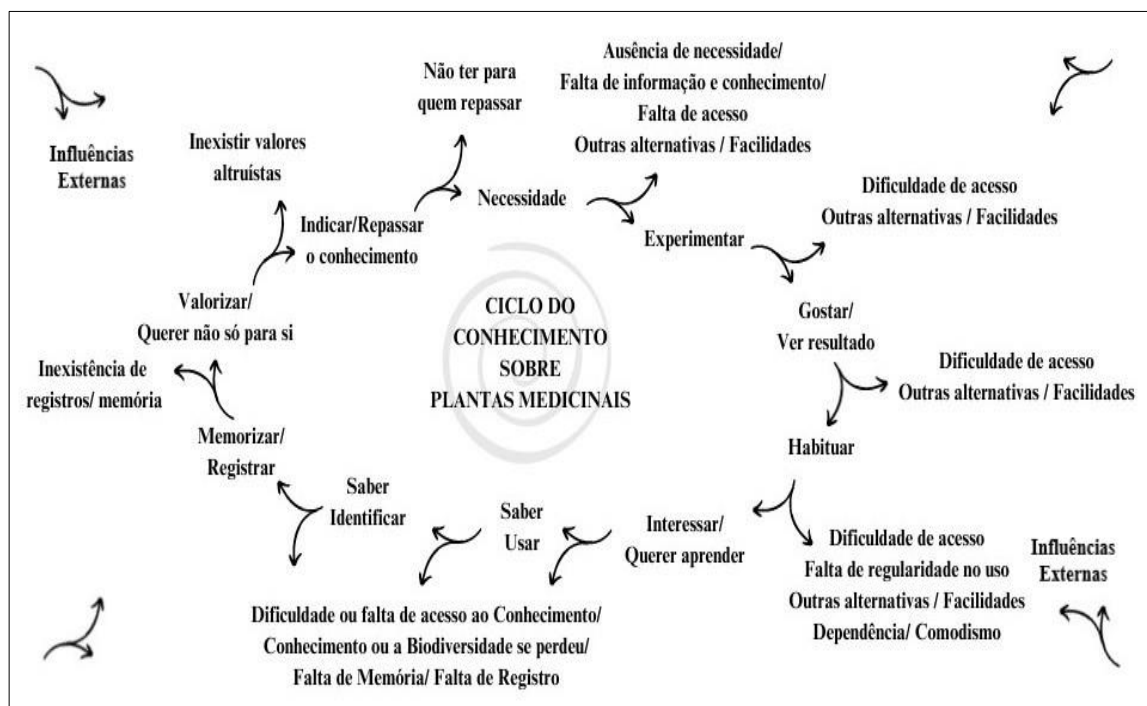 Influências
Externas
Inexistir valores
altruístas
Não ter para
quem repassar
Ausência de necessidade/
Falta de informação e conhecimento/
Falta de acesso
Outras alternativas / Facilidades
Indicar/Repassar
o conhecimento
Necessidade
Experimentar
Dificuldade de acesso
Outras alternativas / Facilidades
Valorizar/
Querer não só para si
CICLO DO
CONHECIMENTO
SOBRE
PLANTAS MEDICINAIS
Gostar/
Ver resultado
Inexistência de
registros/ memória
Dificuldade de acesso
Outras alternativas / Facilidades
Memorizar/
Registrar
Habituar
Saber
Identificar
Saber
Usar
Interessar/
Querer aprender
Dificuldade de acesso
Falta de regularidade no uso
Outras alternativas / Facilidades
Dependência/ Comodismo
Influências
Externas
Dificuldade ou falta de acesso ao Conhecimento/
Conhecimento ou a Biodiversidade se perdeu/
Falta de Memória/ Falta de Registro